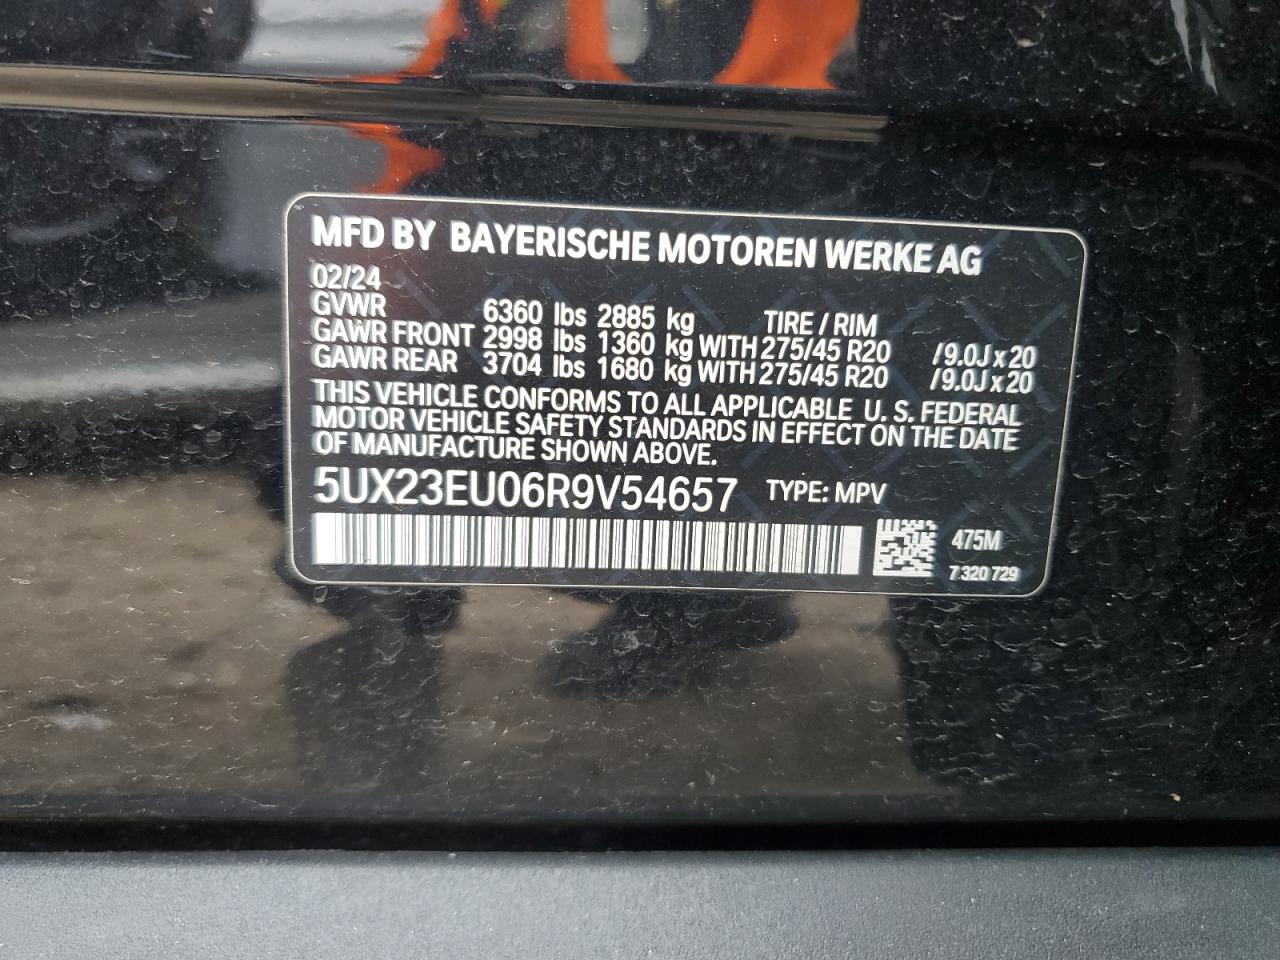 MFD BY BAYERISCHE MOTOREN WERKE AG
02/24
GVWR 6360 lbs 2885 kg TIRE / RIM
GAWR FRONT 2998 lbs 1360 kg WITH 275/45 R20 / 9.0J x 20
GAWR REAR 3704 lbs 1680 kg WITH 275/45 R20 / 9.0J x 20
THIS VEHICLE CONFORMS TO ALL APPLICABLE U. S. FEDERAL
MOTOR VEHICLE SAFETY STANDARDS IN EFFECT ON THE DATE
OF MANUFACTURE SHOWN ABOVE.
5UX23EU06R9V54657 TYPE: MPV
475M
7 320 729